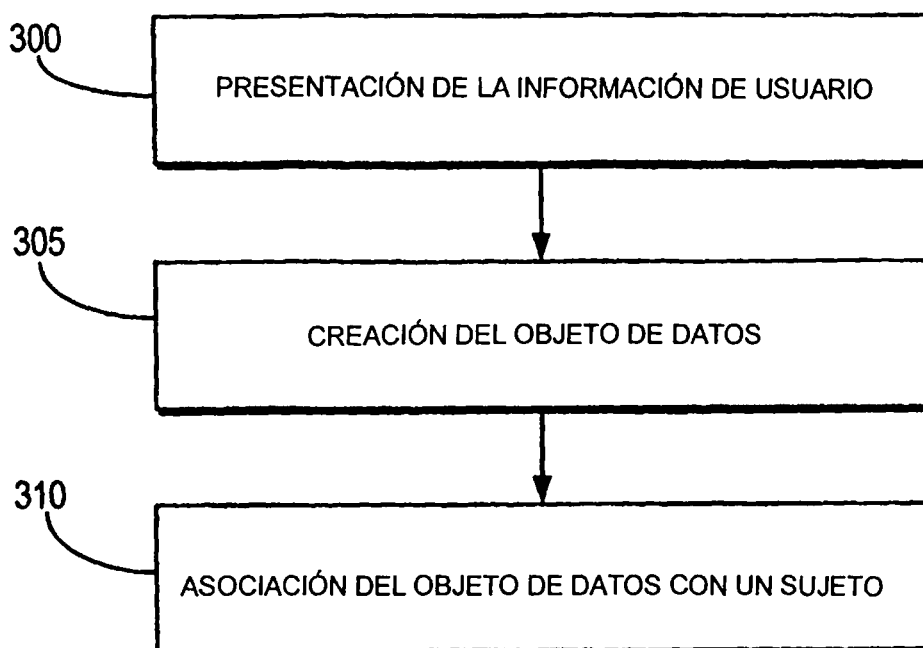 300
PRESENTACIÓN DE LA INFORMACIÓN DE USUARIO
305
CREACIÓN DEL OBJETO DE DATOS
310
ASOCIACIÓN DEL OBJETO DE DATOS CON UN SUJETO